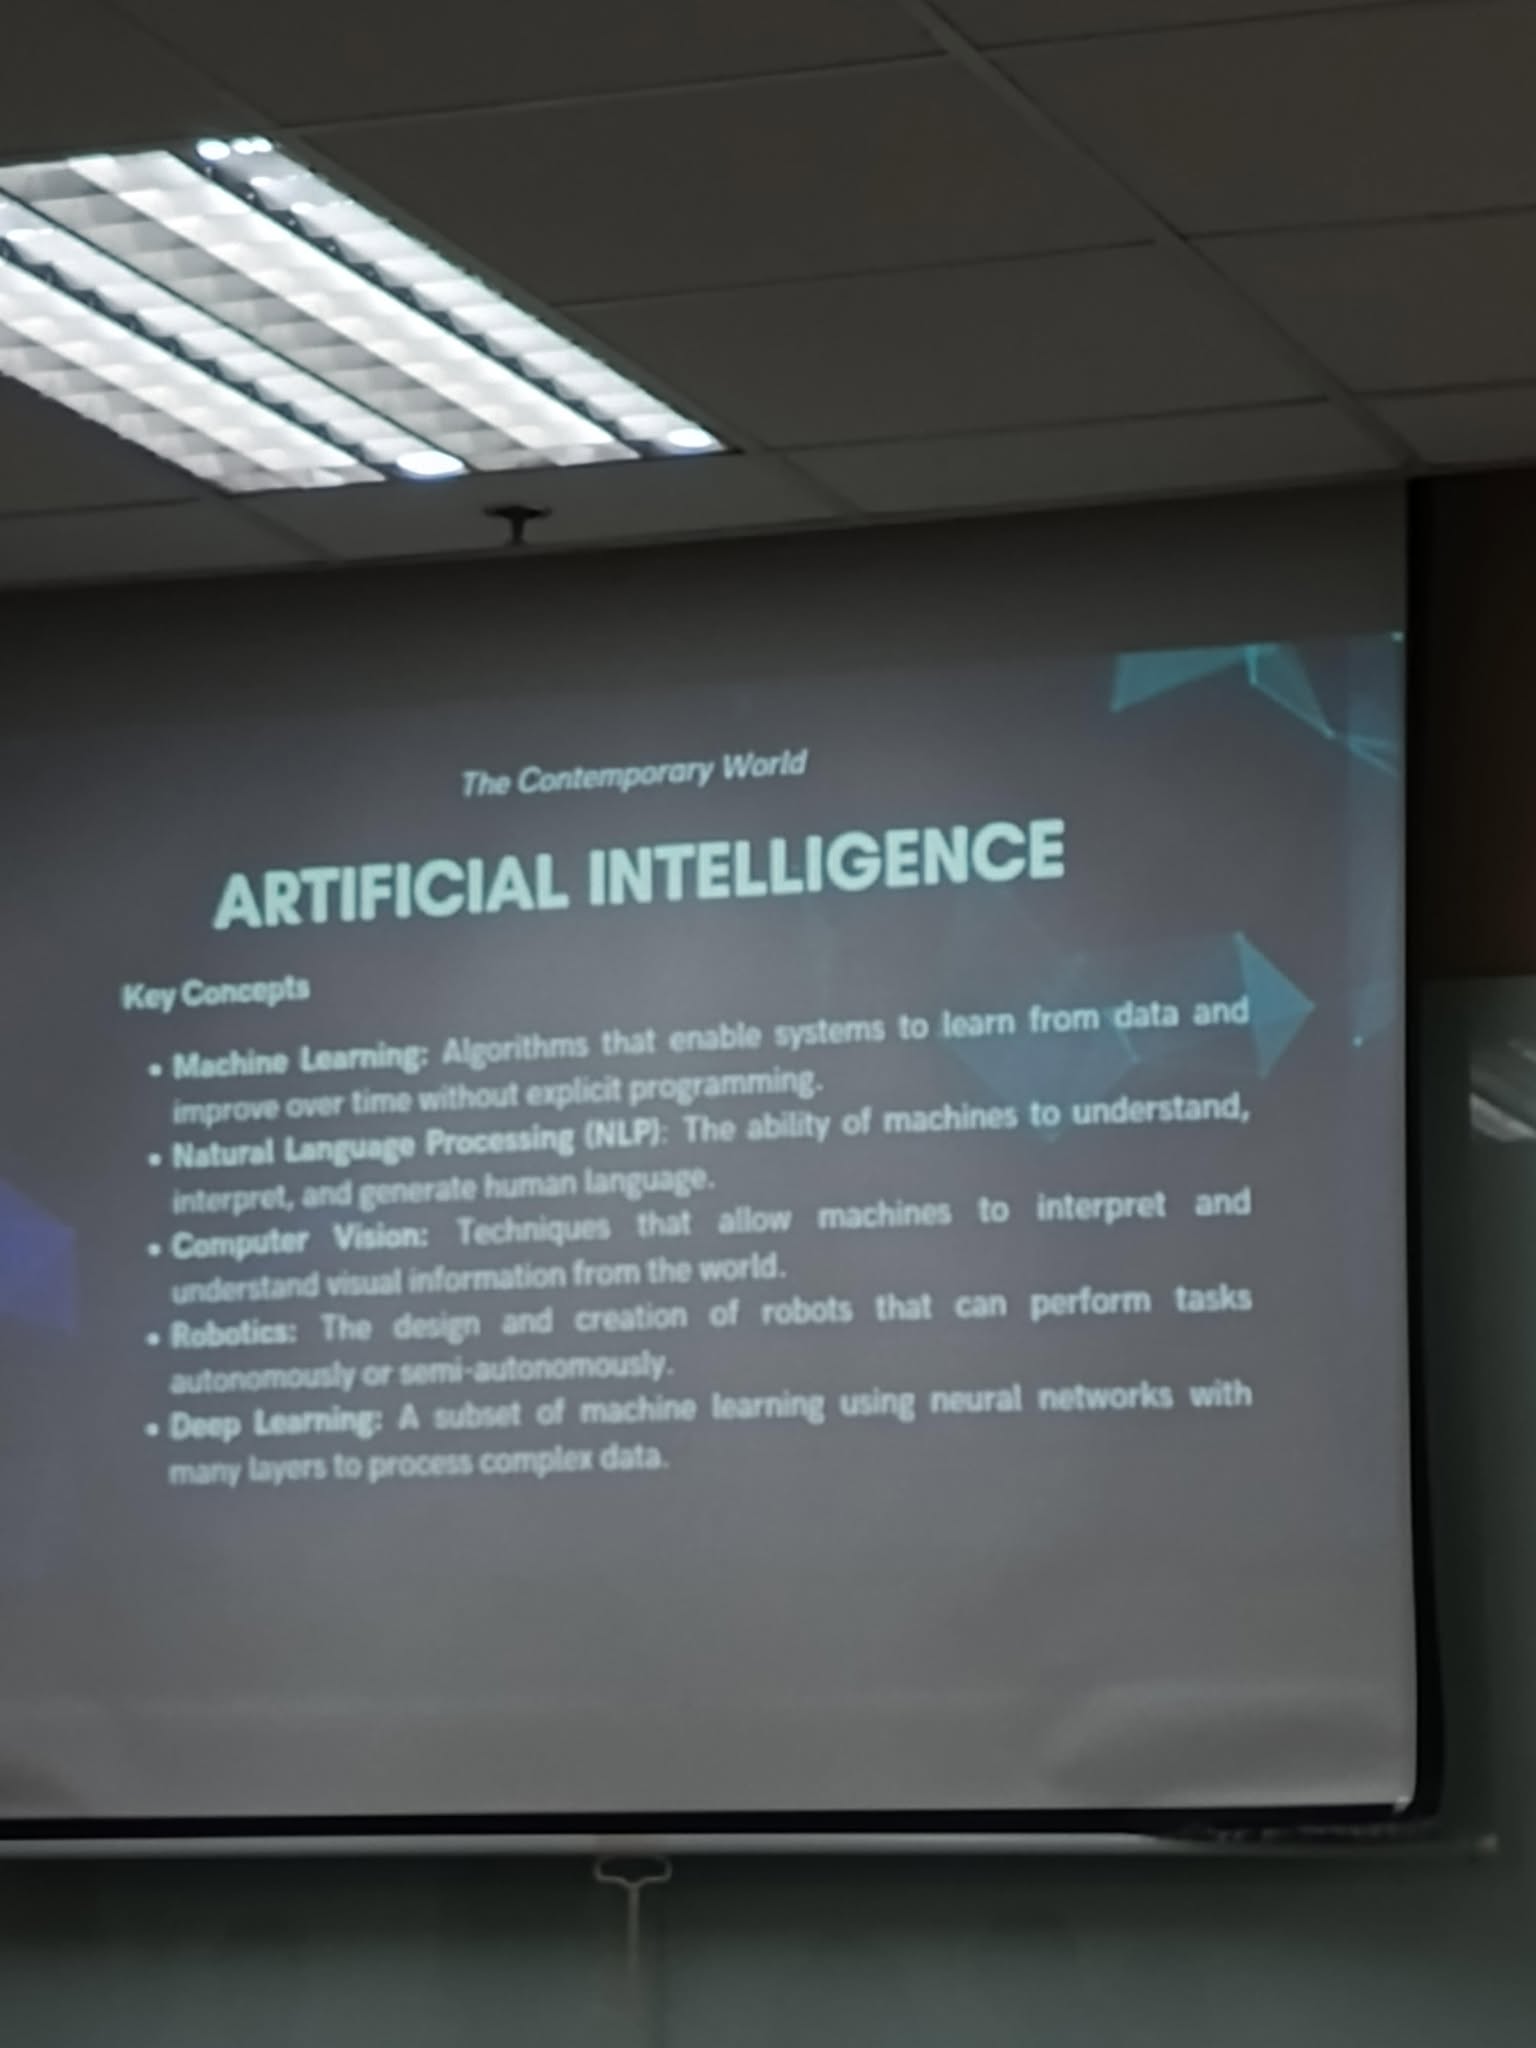 The Contemporary World
ARTIFICIAL INTELLIGENCE
Key Concepts
• Machine Learning: Algorithms that enable systems to learn from data and
improve over time without explicit programming.
• Natural Language Processing (NLP): The ability of machines to understand,
interpret, and generate human language.
• Computer Vision: Techniques that allow machines to interpret and
understand visual information from the world.
• Robotics: The design and creation of robots that can perform tasks
autonomously or semi-autonomously.
• Deep Learning: A subset of machine learning using neural networks with
many layers to process complex data.